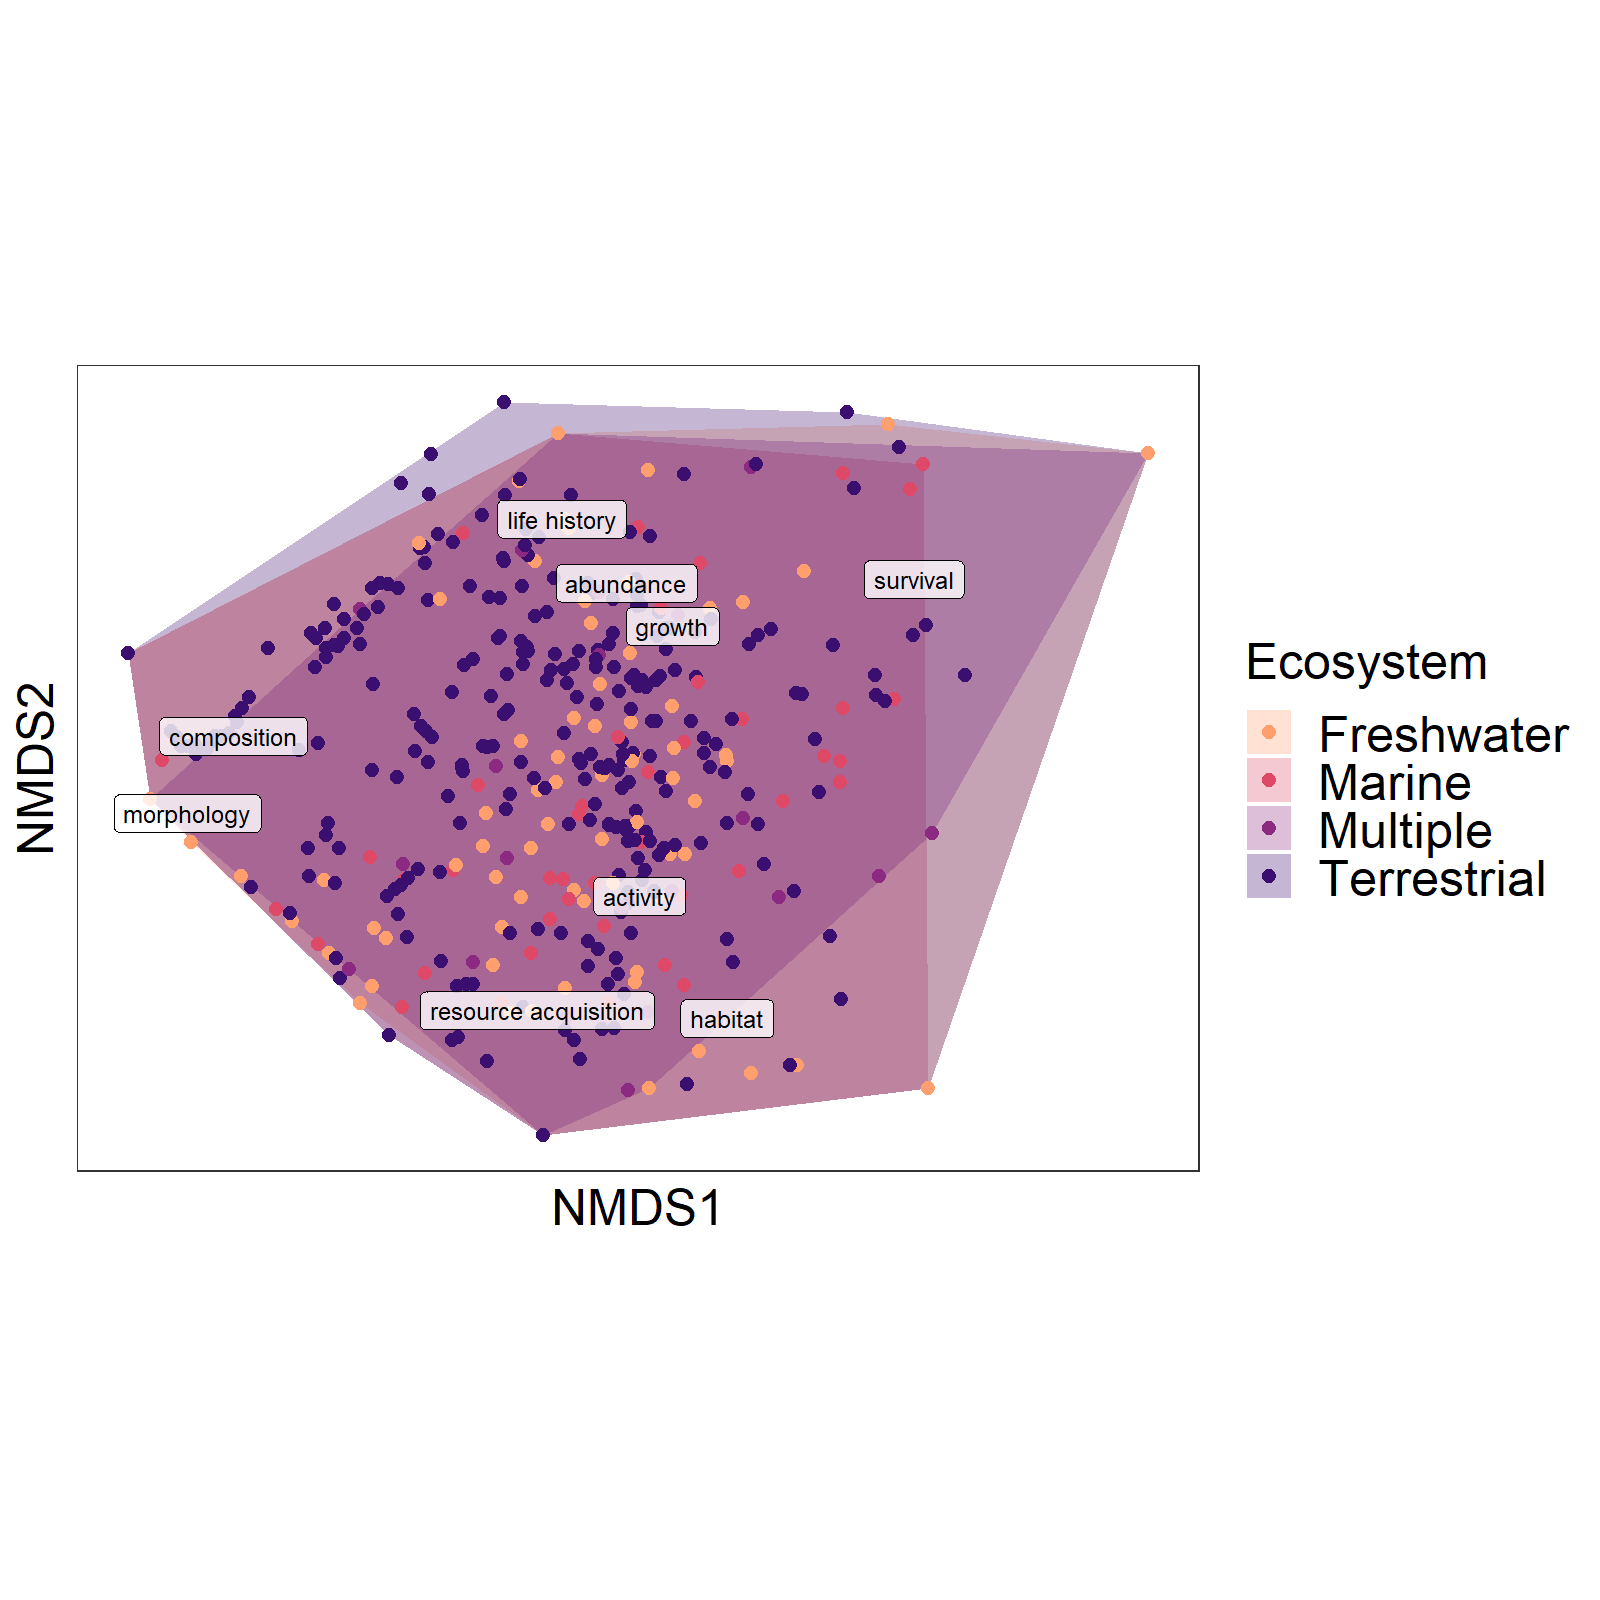 life history
abundance
survival
growth
composition
morphology
activity
resource acquisition
habitat
NMDS2
NMDS1
Ecosystem
Freshwater
Marine
Multiple
Terrestrial